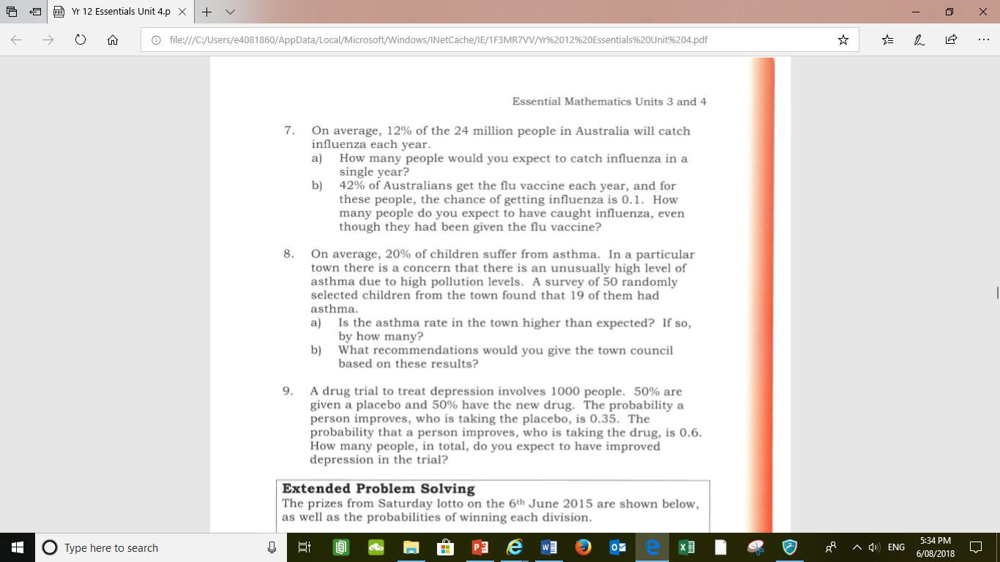 Yr 12 Essentials Unit 4.p
file:///C:/Users/e4081860/AppData/Local/Microsoft/Windows/INetCache/IE/1F3MR7VV/Yr%2012%20Essentials%20Unit%204.pdf
Essential Mathematics Units 3 and 4
7. On average, 12% of the 24 million people in Australia will catch
influenza each year.
a) How many people would you expect to catch influenza in a
single year?
b) 42% of Australians get the flu vaccine each year, and for
these people, the chance of getting influenza is 0.1. How
many people do you expect to have caught influenza, even
though they had been given the flu vaccine?
8. On average, 20% of children suffer from asthma. In a particular
town there is a concern that there is an unusually high level of
asthma due to high pollution levels. A survey of 50 randomly
selected children from the town found that 19 of them had
asthma.
a) Is the asthma rate in the town higher than expected? If so,
by how many?
b) What recommendations would you give the town council
based on these results?
9. A drug trial to treat depression involves 1000 people. 50% are
given a placebo and 50% have the new drug. The probability a
person improves, who is taking the placebo, is 0.35. The
probability that a person improves, who is taking the drug, is 0.6.
How many people, in total, do you expect to have improved
depression in the trial?
Extended Problem Solving
The prizes from Saturday lotto on the 6th June 2015 are shown below,
as well as the probabilities of winning each division.
Type here to search
ENG
5:34 PM
6/08/2018